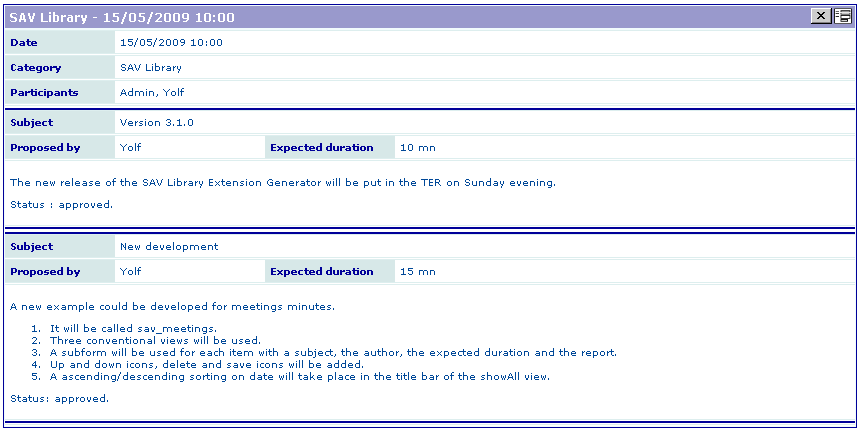 SAV Library - 15/05/2009 10:00
Date 15/05/2009 10:00
Category SAV Library
Participants Admin, Yolf
Subject Version 3.1.0
Proposed by Yolf Expected duration 10 mn
The new release of the SAV Library Extension Generator will be put in the TER on Sunday evening.
Status : approved.
Subject New development
Proposed by Yolf Expected duration 15 mn
A new example could be developed for meetings minutes.
1. It will be called sav_meetings.
2. Three conventional views will be used.
3. A subform will be used for each item with a subject, the author, the expected duration and the report.
4. Up and down icons, delete and save icons will be added.
5. A ascending/descending sorting on date will take place in the title bar of the showAll view.
Status: approved.